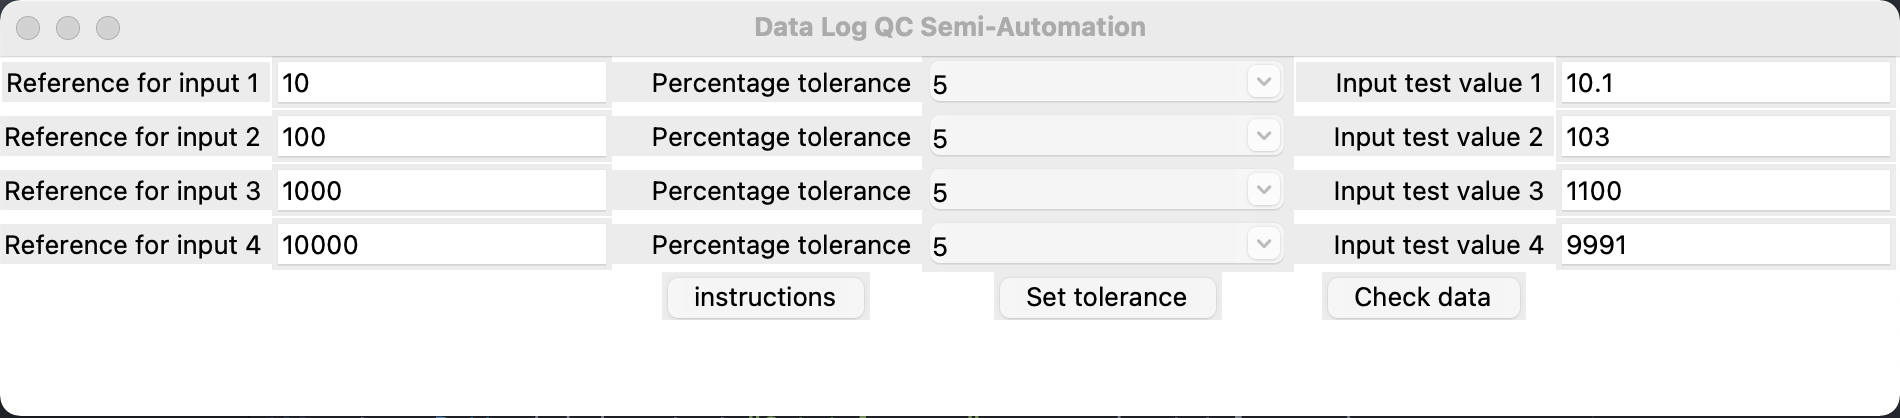 Data Log QC Semi-Automation
Reference for input 1 10 Percentage tolerance 5 Input test value 1 10.1
Reference for input 2 100 Percentage tolerance 5 Input test value 2 103
Reference for input 3 1000 Percentage tolerance 5 Input test value 3 1100
Reference for input 4 10000 Percentage tolerance 5 Input test value 4 9991
instructions Set tolerance Check data